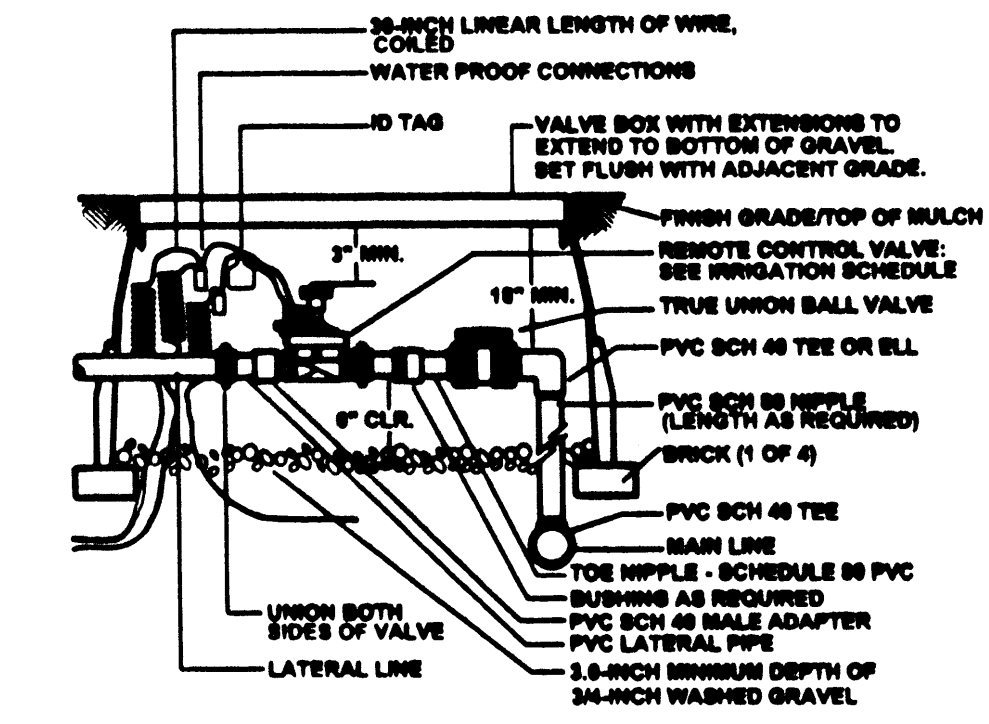 30-INCH LINEAR LENGTH OF WIRE,
COILED
WATER PROOF CONNECTIONS
ID TAG
VALVE BOX WITH EXTENSIONS TO
EXTEND TO BOTTOM OF GRAVEL.
SET FLUSH WITH ADJACENT GRADE.
FINISH GRADE/TOP OF MULCH
3" MIN.
REMOTE CONTROL VALVE:
SEE IRRIGATION SCHEDULE
18" MIN.
TRUE UNION BALL VALVE
PVC SCH 40 TEE OR ELL
PVC SCH 80 NIPPLE
(LENGTH AS REQUIRED)
6" CLR.
BRICK (1 OF 4)
PVC SCH 40 TEE
MAIN LINE
TOE NIPPLE - SCHEDULE 80 PVC
BUSHING AS REQUIRED
UNION BOTH
SIDES OF VALVE
PVC SCH 40 MALE ADAPTER
PVC LATERAL PIPE
LATERAL LINE
3.0-INCH MINIMUM DEPTH OF
3/4-INCH WASHED GRAVEL